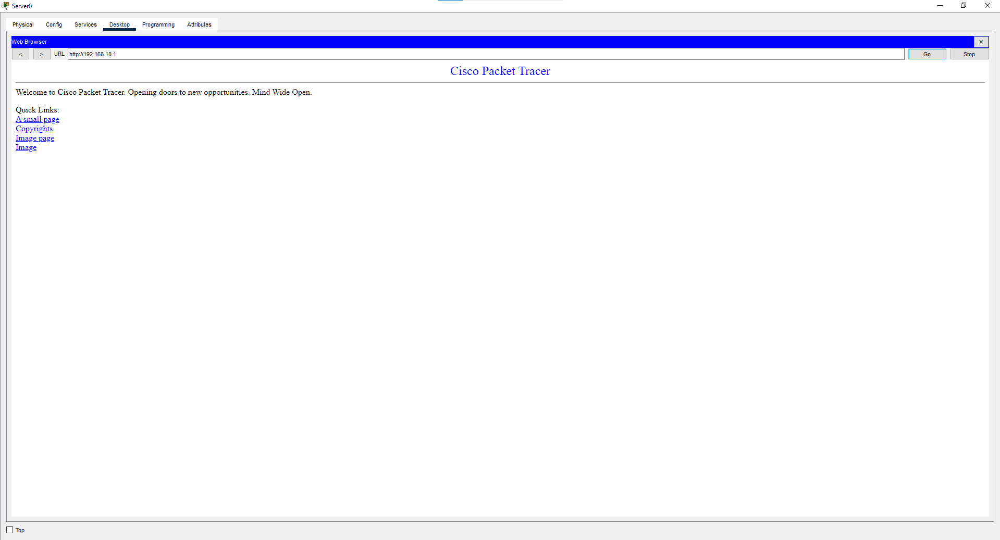 Server0
Physical Config Services Desktop Programming Attributes
Web Browser X
< > URL http://192.168.10.1 Go Stop
Cisco Packet Tracer
Welcome to Cisco Packet Tracer. Opening doors to new opportunities. Mind Wide Open.
Quick Links:
A small page
Copyrights
Image page
Image
Top